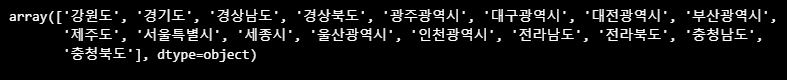 array(['강원도', '경기도', '경상남도', '경상북도', '광주광역시', '대구광역시', '대전광역시', '부산광역시',
'제주도', '서울특별시', '세종시', '울산광역시', '인천광역시', '전라남도', '전라북도', '충청남도',
'충청북도'], dtype=object)